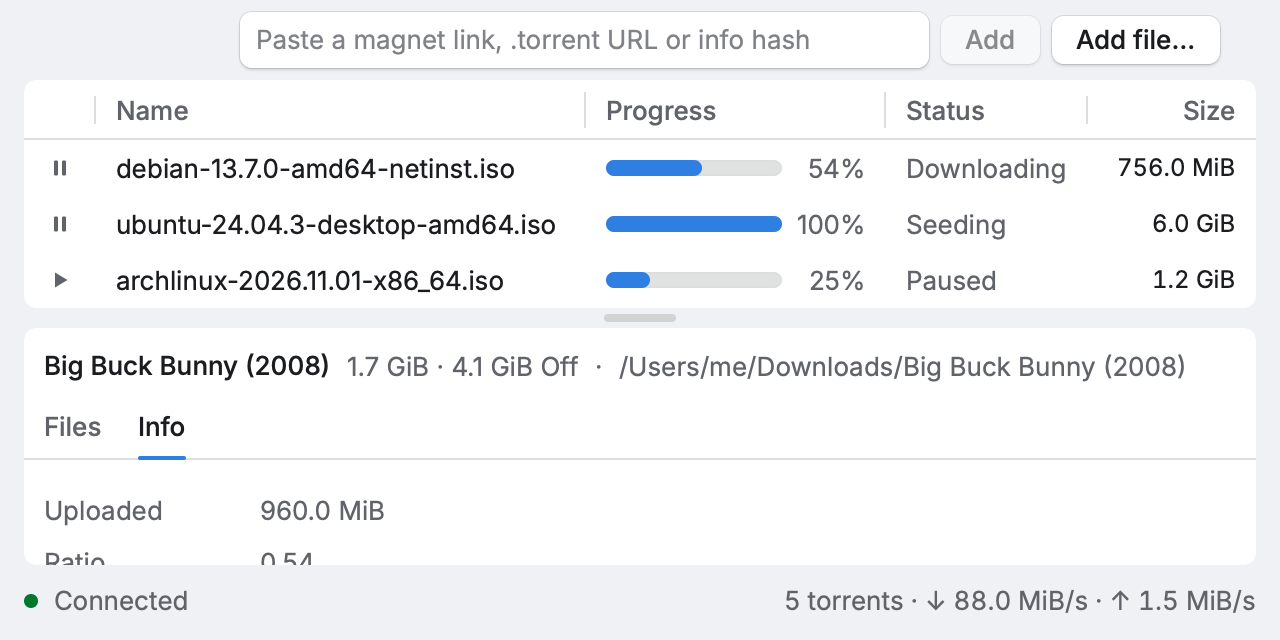 Paste a magnet link, .torrent URL or info hash Add Add file...
Name Progress Status Size
debian-13.7.0-amd64-netinst.iso 54% Downloading 756.0 MiB
ubuntu-24.04.3-desktop-amd64.iso 100% Seeding 6.0 GiB
archlinux-2026.11.01-x86_64.iso 25% Paused 1.2 GiB
Big Buck Bunny (2008) 1.7 GiB · 4.1 GiB Off · /Users/me/Downloads/Big Buck Bunny (2008)
Files Info
Uploaded 960.0 MiB
Ratio 0.54
Connected 5 torrents · ↓ 88.0 MiB/s · ↑ 1.5 MiB/s